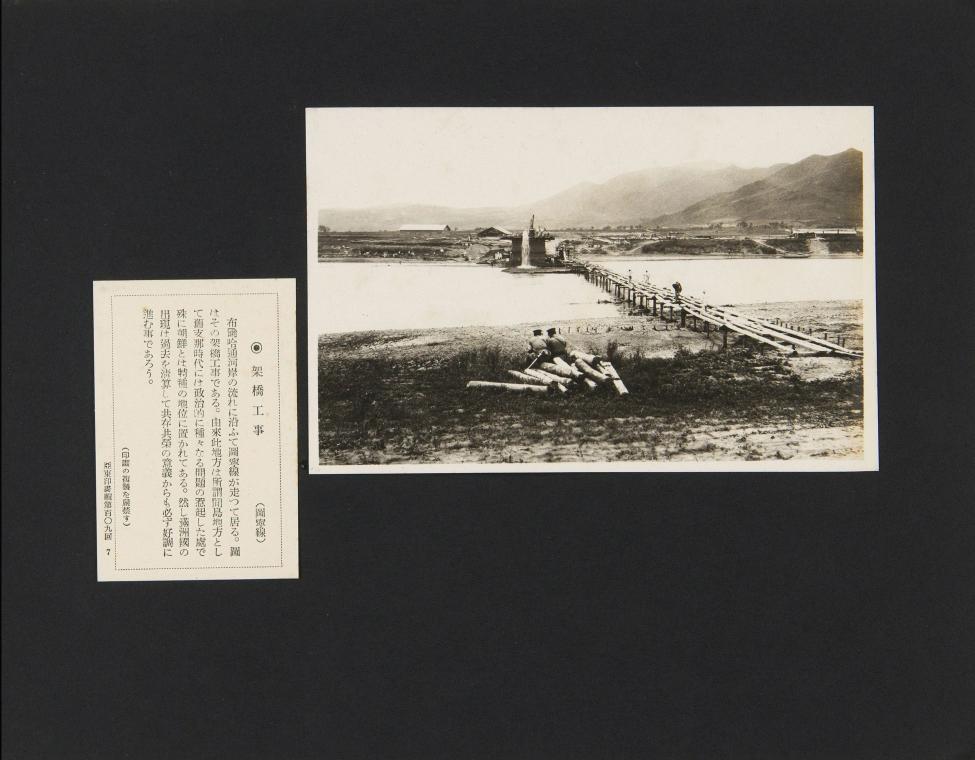 ◉ 架橋工事 (圖寧線)
布爾哈通河岸の流れに沿ふて圖寧線が走つて居る。圖
はその架橋工事である。由來此地方は所謂間島地方とし
て舊支那時代には政治的に種々なる問題の惹起した處で
殊に朝鮮とは特種の地位に置かれてある。然し滿洲國の
出現は過去を淸算して共存共榮の意義からも必ず好調に
進む事であらう。
(印畫の複製を嚴禁す)
亞東印畫輯第百〇九回 7